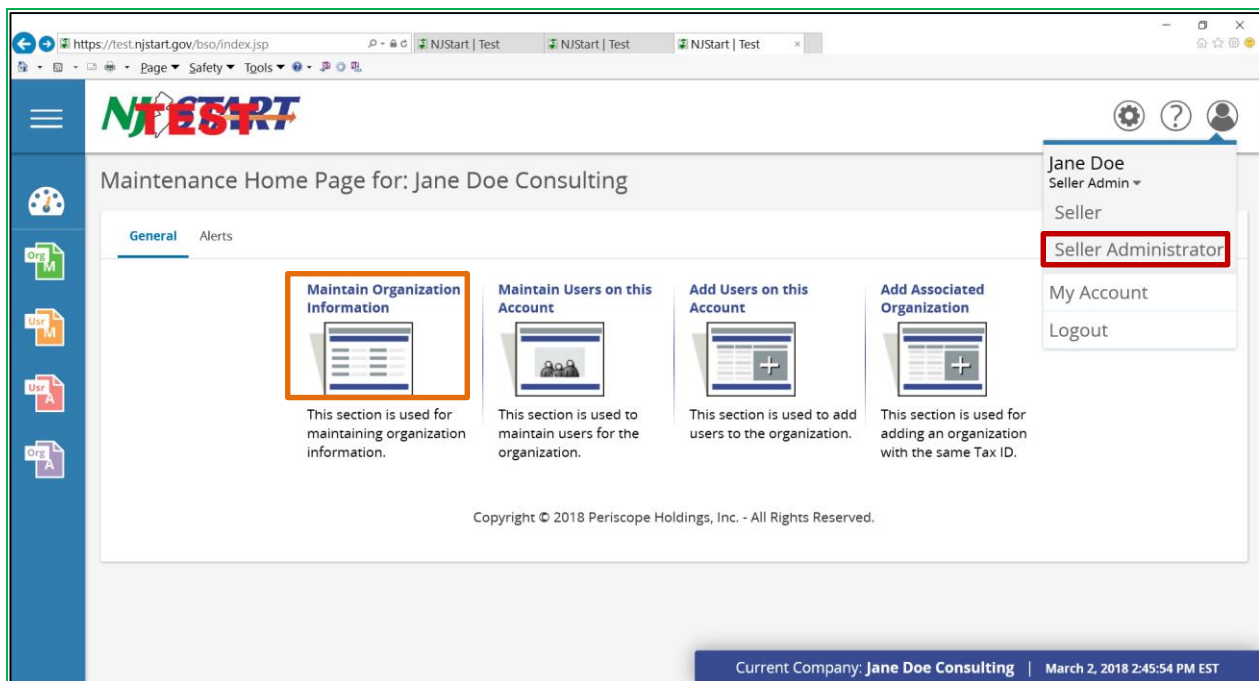 https://test.njstart.gov/bso/index.jsp
NJStart | Test
NJStart | Test
NJStart | Test
Page Safety Tools
NJSTART
TEST
Jane Doe
Seller Admin
Seller
Seller Administrator
My Account
Logout
Maintenance Home Page for: Jane Doe Consulting
General Alerts
Maintain Organization
Information
This section is used for
maintaining organization
information.
Maintain Users on this
Account
This section is used to
maintain users for the
organization.
Add Users on this
Account
This section is used to add
users to the organization.
Add Associated
Organization
This section is used for
adding an organization
with the same Tax ID.
Org
M
Usr
M
Usr
A
Org
A
Copyright © 2018 Periscope Holdings, Inc. - All Rights Reserved.
Current Company: Jane Doe Consulting | March 2, 2018 2:45:54 PM EST